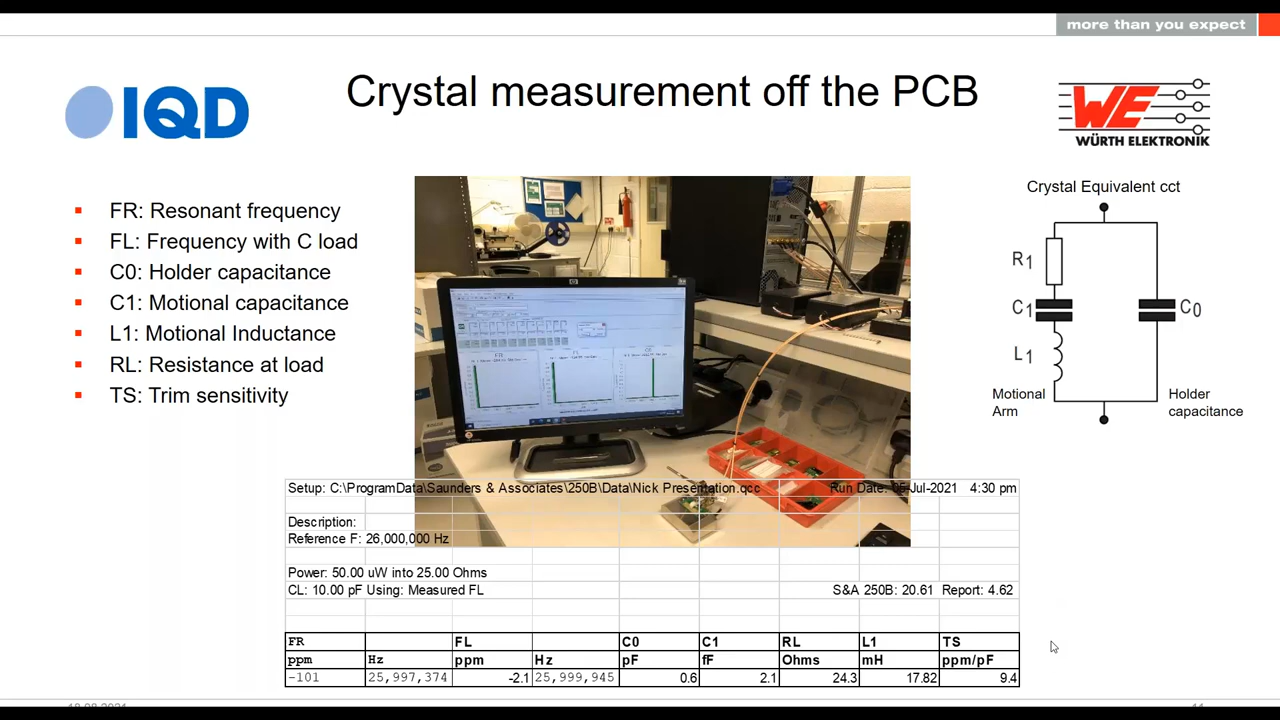 more than you expect
IQD
Crystal measurement off the PCB
WE
WÜRTH ELEKTRONIK
FR: Resonant frequency
FL: Frequency with C load
C0: Holder capacitance
C1: Motional capacitance
L1: Motional Inductance
RL: Resistance at load
TS: Trim sensitivity
Crystal Equivalent cct
R1
C1
C0
L1
Motional
Arm
Holder
capacitance
Setup: C:\ProgramData\Saunders & Associates\250B\Data\Nick Presentation.qcc Run Date: 05-Jul-2021 4:30 pm
Description:
Reference F: 26,000,000 Hz
Power: 50.00 uW into 25.00 Ohms
CL: 10.00 pF Using: Measured FL S&A 250B: 20.61 Report: 4.62
FR FL C0 C1 RL L1 TS
ppm Hz ppm Hz pF fF Ohms mH ppm/pF
-101 25,997,374 -2.1 25,999,945 0.6 2.1 24.3 17.82 9.4